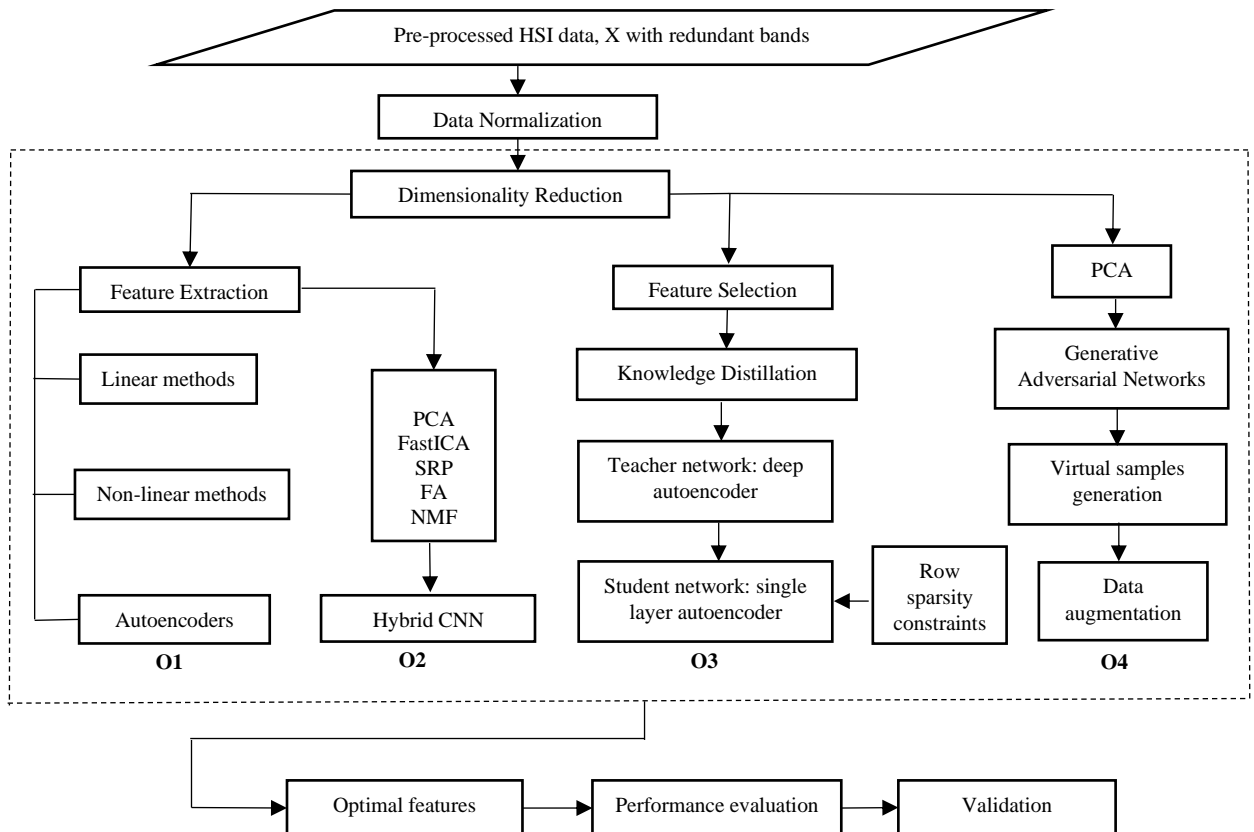 Pre-processed HSI data, X with redundant bands
Data Normalization
Dimensionality Reduction
Feature Extraction
Linear methods
Non-linear methods
Autoencoders
O1
PCA
FastICA
SRP
FA
NMF
Hybrid CNN
O2
Feature Selection
Knowledge Distillation
Teacher network: deep
autoencoder
Student network: single
layer autoencoder
Row
sparsity
constraints
O3
PCA
Generative
Adversarial Networks
Virtual samples
generation
Data
augmentation
O4
Optimal features
Performance evaluation
Validation